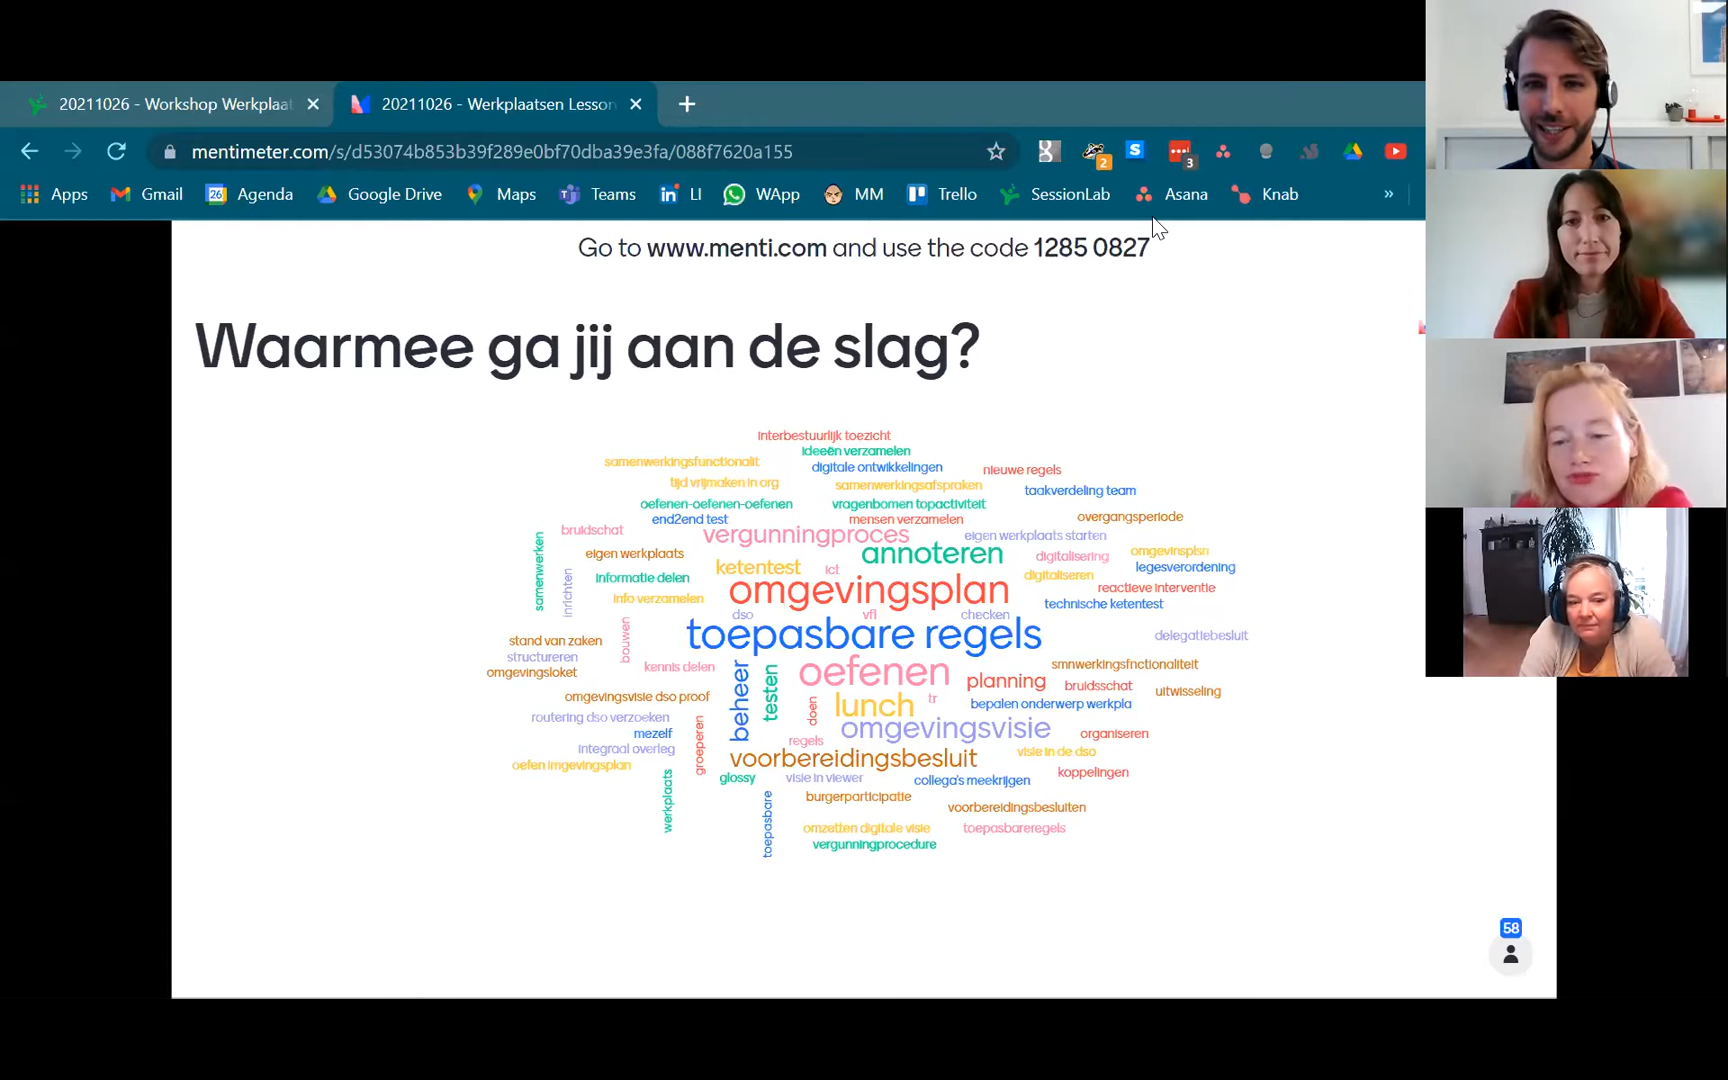 20211026 - Workshop Werkplaat
20211026 - Werkplaatsen Lesson
mentimeter.com/s/d53074b853b39f289e0bf70dba39e3fa/088f7620a155
2
S
3
Apps
Gmail
26
Agenda
Google Drive
Maps
Teams
LI
WApp
MM
Trello
SessionLab
Asana
Knab
»
Go to www.menti.com and use the code 1285 0827
Waarmee ga jij aan de slag?
interbestuurlijk toezicht
ideeën verzamelen
samenwerkingsfunctionalit
digitale ontwikkelingen
nieuwe regels
tijd vrijmaken in org
samenwerkingsafspraken
taakverdeling team
oefenen-oefenen-oefenen
vragenbomen topactiviteit
end2end test
mensen verzamelen
overgangsperiode
bruidschat
vergunningproces
eigen werkplaats starten
samenwerken
eigen werkplaats
annoteren
digitalisering
omgevinsplsn
ketentest
ict
legesverordening
inrichten
informatie delen
omgevingsplan
digitaliseren
reactieve interventie
info verzamelen
technische ketentest
dso
vfl
checken
stand van zaken
bouwen
toepasbare regels
delegatiebesluit
structureren
kennis delen
smnwerkingsfnctionaliteit
omgevingsloket
beheer
testen
oefenen
planning
bruidsschat
uitwisseling
omgevingsvisie dso proof
doen
lunch
tr
bepalen onderwerp werkpla
routering dso verzoeken
omgevingsvisie
mezelf
groeperen
regels
organiseren
integraal overleg
voorbereidingsbesluit
visie in de dso
oefen imgevingsplan
werkplaats
glossy
visie in viewer
collega's meekrijgen
koppelingen
toepasbare
burgerparticipatie
voorbereidingsbesluiten
omzetten digitale visie
toepasbareregels
vergunningprocedure
58